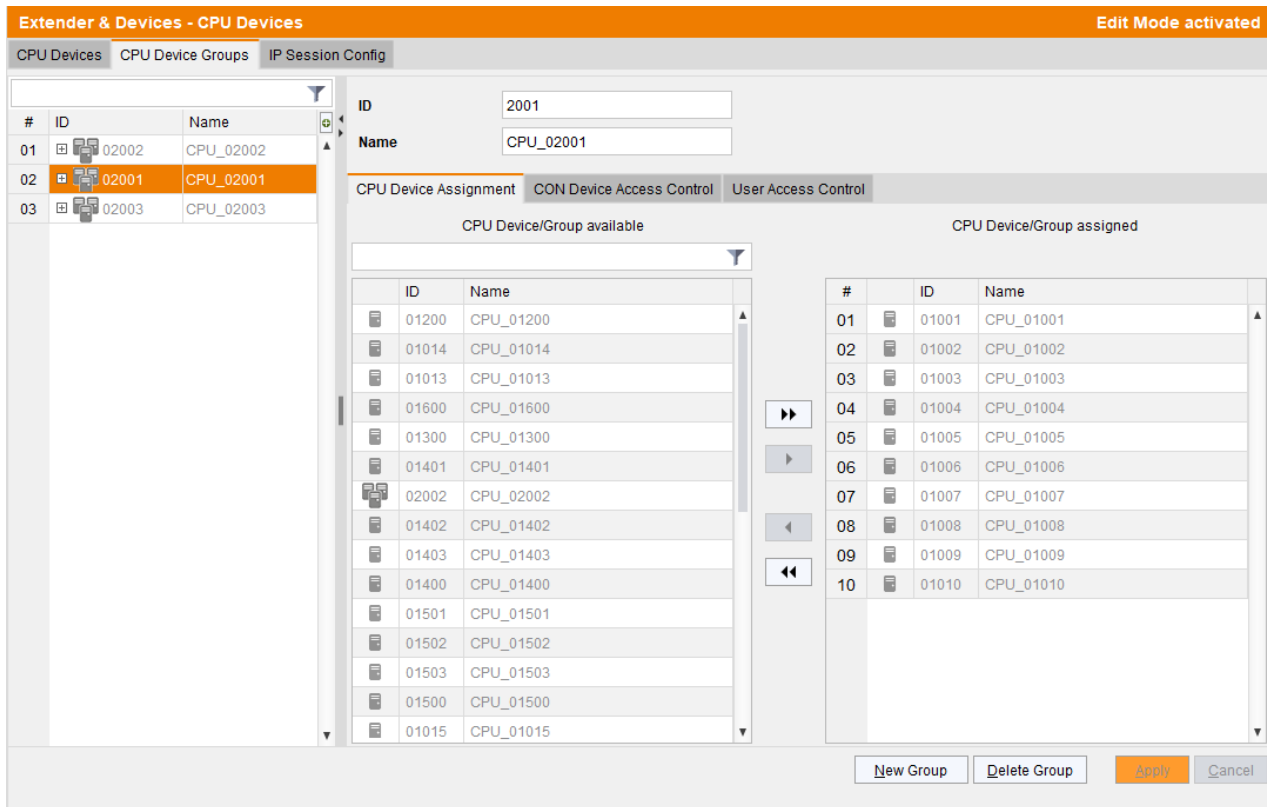 Extender & Devices - CPU Devices Edit Mode activated
CPU Devices CPU Device Groups IP Session Config
# ID Name
01 02002 CPU_02002
02 02001 CPU_02001
03 02003 CPU_02003
ID 2001
Name CPU_02001
CPU Device Assignment CON Device Access Control User Access Control
CPU Device/Group available
ID Name
01200 CPU_01200
01014 CPU_01014
01013 CPU_01013
01600 CPU_01600
01300 CPU_01300
01401 CPU_01401
02002 CPU_02002
01402 CPU_01402
01403 CPU_01403
01400 CPU_01400
01501 CPU_01501
01502 CPU_01502
01503 CPU_01503
01500 CPU_01500
01015 CPU_01015
CPU Device/Group assigned
# ID Name
01 01001 CPU_01001
02 01002 CPU_01002
03 01003 CPU_01003
04 01004 CPU_01004
05 01005 CPU_01005
06 01006 CPU_01006
07 01007 CPU_01007
08 01008 CPU_01008
09 01009 CPU_01009
10 01010 CPU_01010
New Group Delete Group Apply Cancel